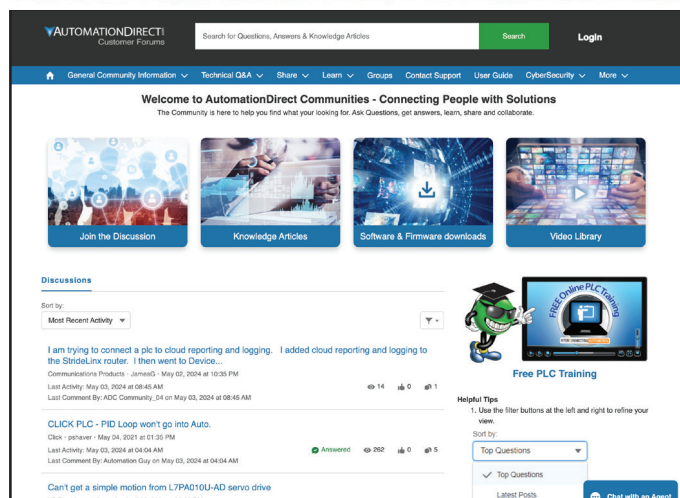 AUTOMATIONDIRECT
Customer Forums
Search for Questions, Answers & Knowledge Articles
Search
Login
General Community Information
Technical Q&A
Share
Learn
Groups
Contact Support
User Guide
CyberSecurity
More
Welcome to AutomationDirect Communities - Connecting People with Solutions
The Community is here to help you find what your looking for. Ask Questions, get answers, learn, share and collaborate.
Join the Discussion
Knowledge Articles
Software & Firmware downloads
Video Library
Discussions
Sort by:
Most Recent Activity
I am trying to connect a plc to cloud reporting and logging. I added cloud reporting and logging to
the StrideLinx router. I then went to Device...
Communications Products · JamesG · May 02, 2024 at 10:35 PM
Last Activity: May 03, 2024 at 08:45 AM
14
0
1
Last Comment By: ADC Community_04 on May 03, 2024 at 08:45 AM
CLICK PLC - PID Loop won't go into Auto.
Click · pshaver · May 04, 2021 at 01:35 PM
Last Activity: May 03, 2024 at 04:04 AM
Answered
262
0
5
Last Comment By: Automation Guy on May 03, 2024 at 04:04 AM
Can't get a simple motion from L7PA010U-AD servo drive
FREE Online PLC Training
Free PLC Training
Helpful Tips
1. Use the filter buttons at the left and right to refine your
view.
Sort by:
Top Questions
Top Questions
Latest Posts
Chat with an Agent